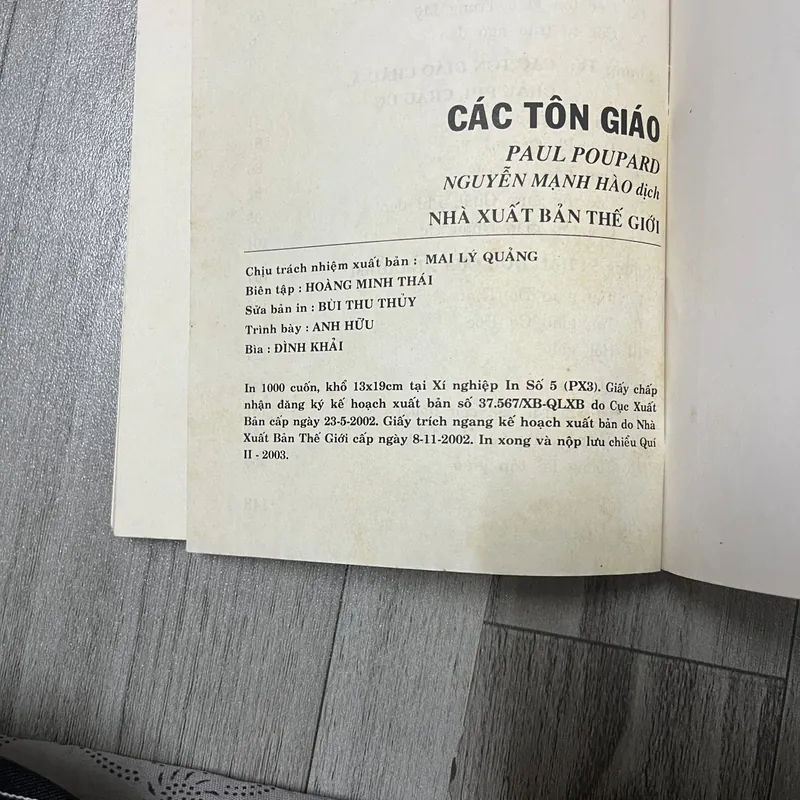 CÁC TÔN GIÁO
PAUL POUPARD
NGUYỄN MẠNH HÀO dịch
NHÀ XUẤT BẢN THẾ GIỚI
Chịu trách nhiệm xuất bản : MAI LÝ QUẢNG
Biên tập : HOÀNG MINH THÁI
Sửa bản in : BÙI THU THỦY
Trình bày : ANH HỮU
Bìa : ĐÌNH KHẢI
In 1000 cuốn, khổ 13x19cm tại Xí nghiệp In Số 5 (PX3). Giấy chấp
nhận đăng ký kế hoạch xuất bản số 37.567/XB-QLXB do Cục Xuất
Bản cấp ngày 23-5-2002. Giấy trích ngang kế hoạch xuất bản do Nhà
Xuất Bản Thế Giới cấp ngày 8-11-2002. In xong và nộp lưu chiểu Quí
II - 2003.